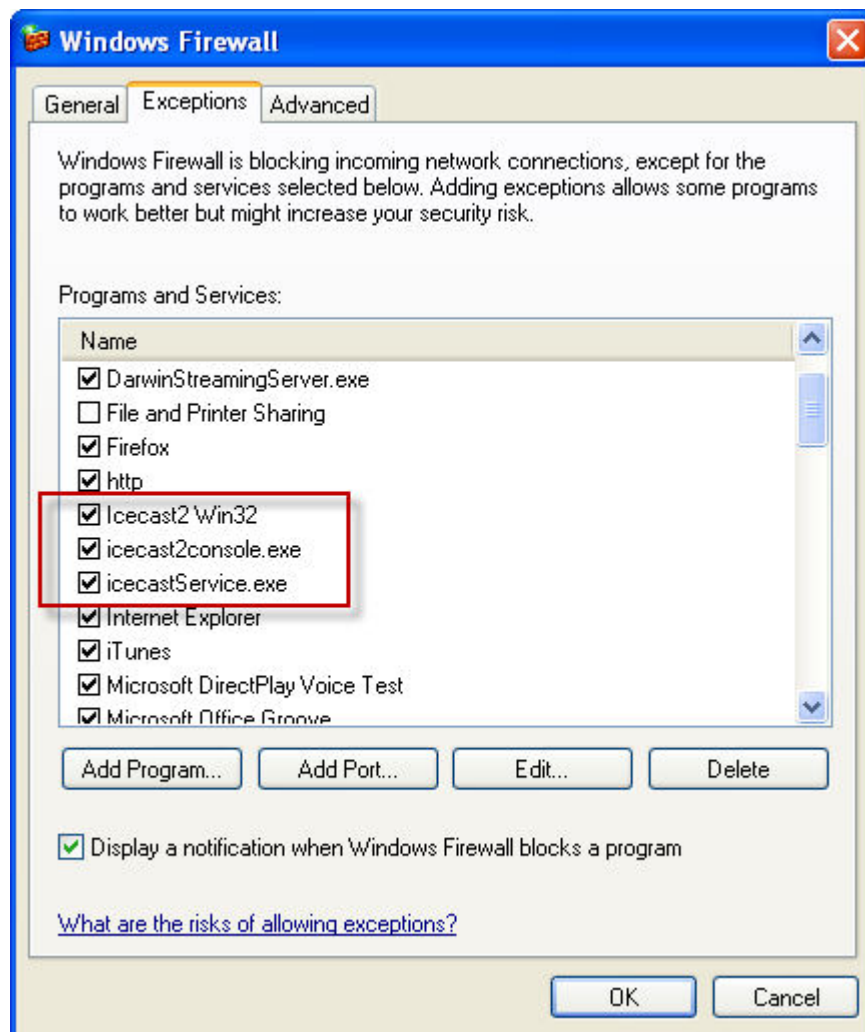 Windows Firewall
General Exceptions Advanced
Windows Firewall is blocking incoming network connections, except for the
programs and services selected below. Adding exceptions allows some programs
to work better but might increase your security risk.
Programs and Services:
Name
DarwinStreamingServer.exe
File and Printer Sharing
Firefox
http
Icecast2 Win32
icecast2console.exe
icecastService.exe
Internet Explorer
iTunes
Microsoft DirectPlay Voice Test
Microsoft Office Groove
Add Program... Add Port... Edit... Delete
Display a notification when Windows Firewall blocks a program
What are the risks of allowing exceptions?
OK Cancel